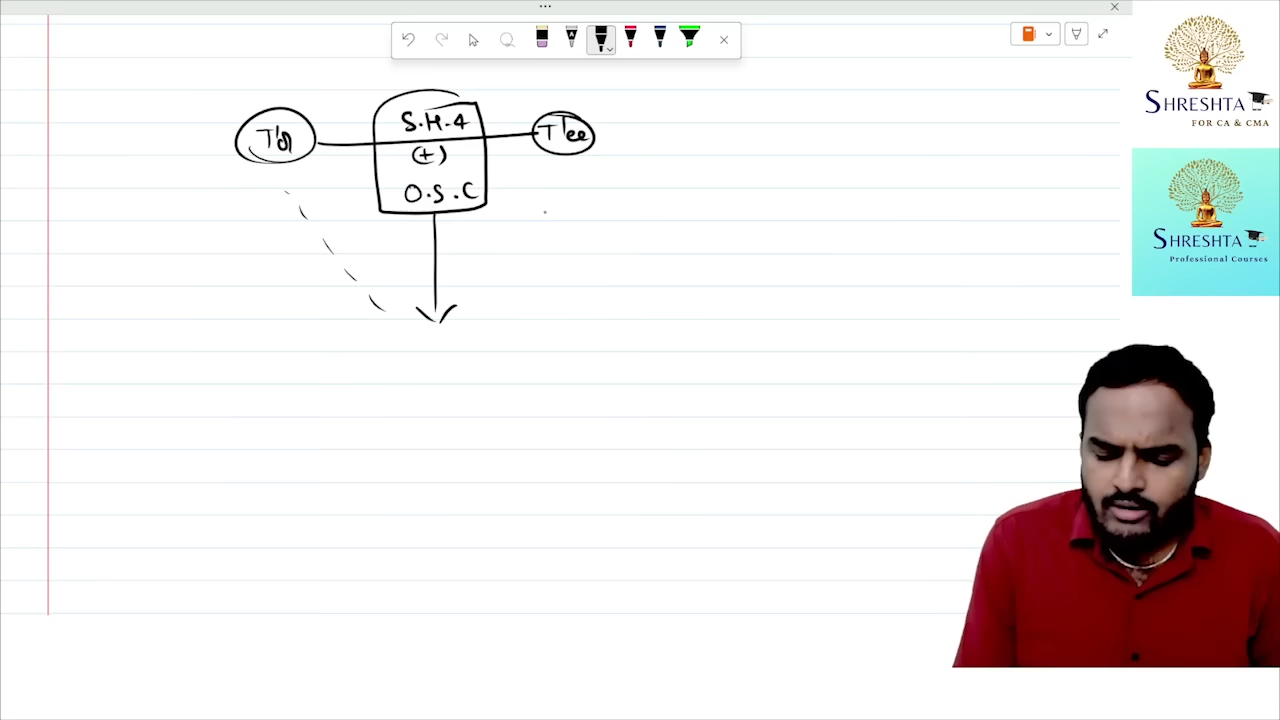 T'or
S.H.4
(+)
O.S.C
T'ee
SHRESHTA
FOR CA & CMA
SHRESHTA
Professional Courses